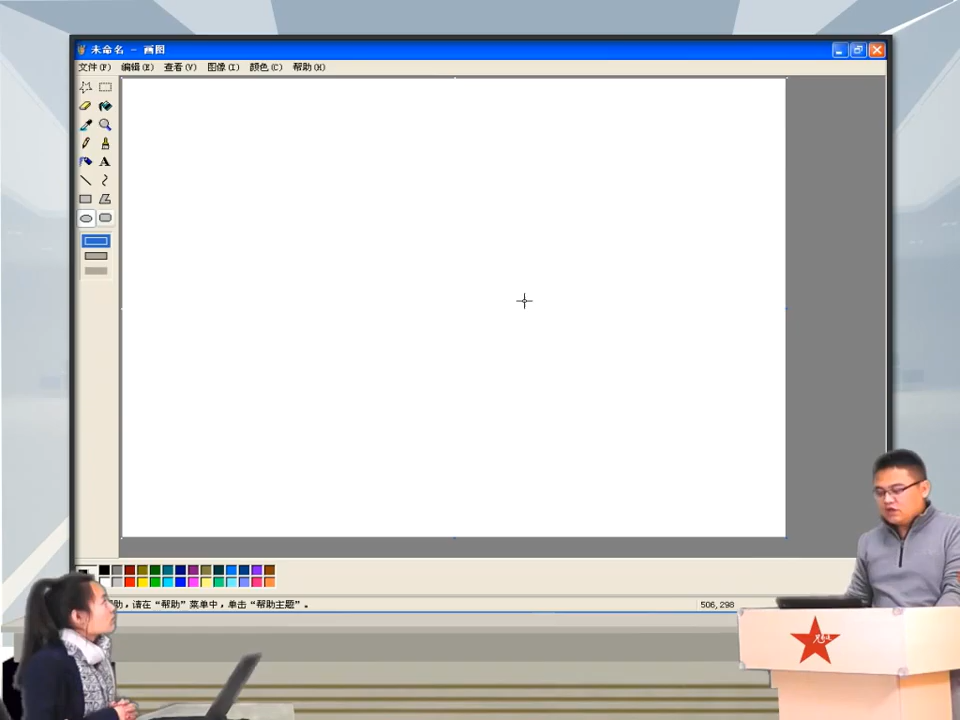 未命名 - 画图
文件(F) 编辑(E) 查看(V) 图像(I) 颜色(C) 帮助(H)
A
助，请在“帮助”菜单中，单击“帮助主题”。
506,298